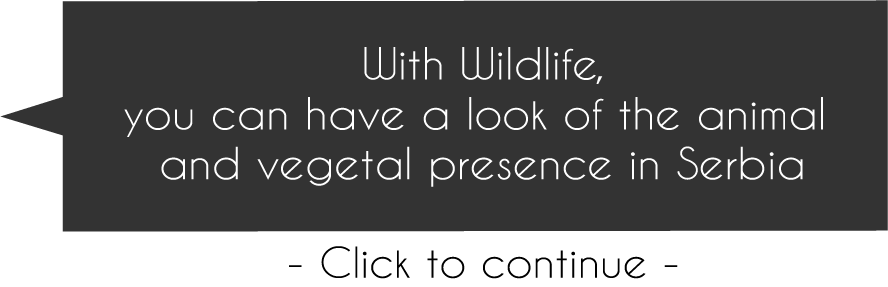 With Wildlife,
you can have a look of the animal
and vegetal presence in Serbia
- Click to continue -